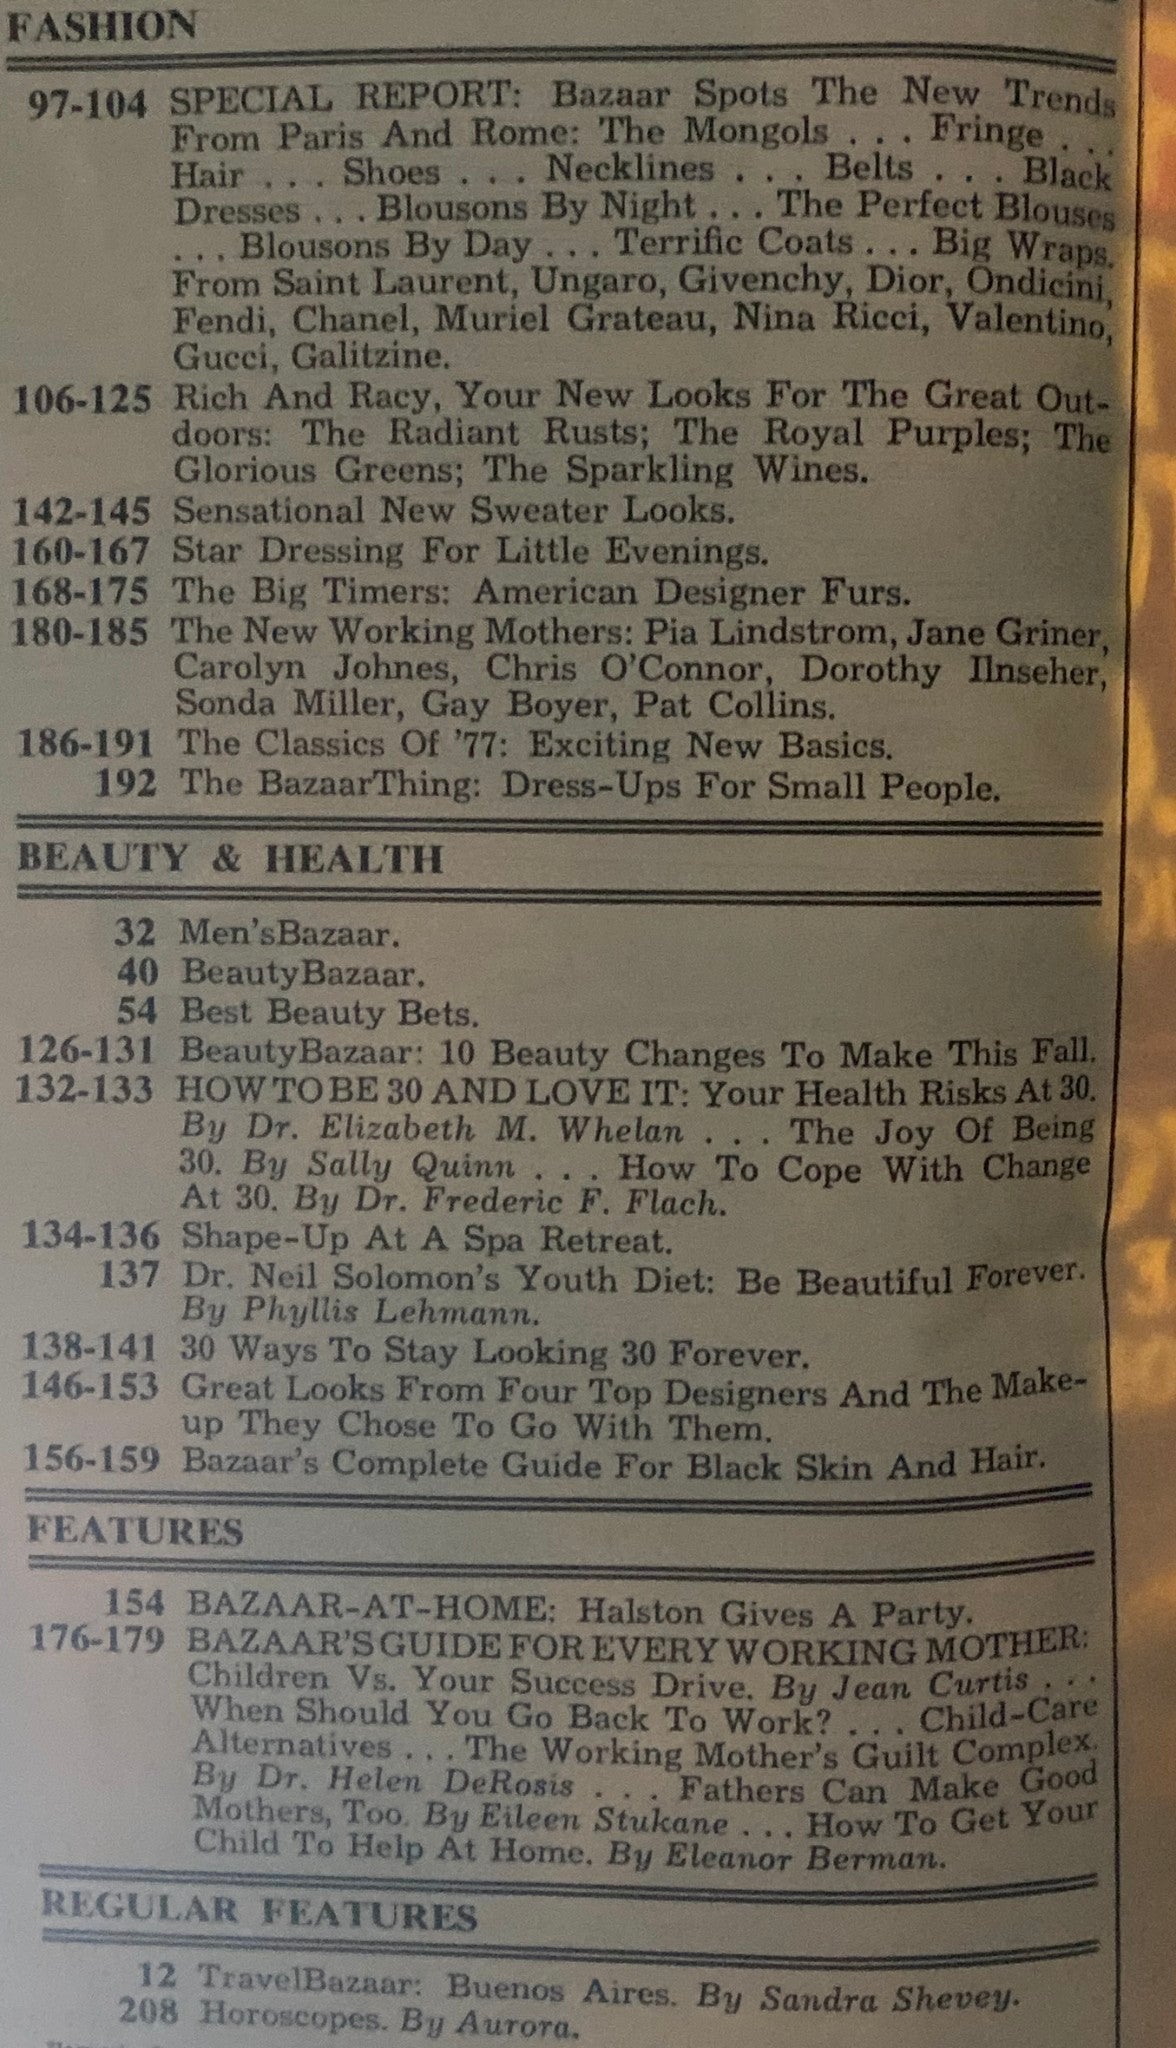 FASHION
97-104 SPECIAL REPORT: Bazaar Spots The New Trends
From Paris And Rome: The Mongols . . . Fringe . . .
Hair . . . Shoes . . . Necklines . . . Belts . . . Black
Dresses . . . Blousons By Night . . . The Perfect Blouses
. . . Blousons By Day . . . Terrific Coats . . . Big Wraps.
From Saint Laurent, Ungaro, Givenchy, Dior, Ondicini,
Fendi, Chanel, Muriel Grateau, Nina Ricci, Valentino,
Gucci, Galitzine.
106-125 Rich And Racy, Your New Looks For The Great Out-
doors: The Radiant Rusts; The Royal Purples; The
Glorious Greens; The Sparkling Wines.
142-145 Sensational New Sweater Looks.
160-167 Star Dressing For Little Evenings.
168-175 The Big Timers: American Designer Furs.
180-185 The New Working Mothers: Pia Lindstrom, Jane Griner,
Carolyn Johnes, Chris O'Connor, Dorothy Ilnseher,
Sonda Miller, Gay Boyer, Pat Collins.
186-191 The Classics Of '77: Exciting New Basics.
192 The BazaarThing: Dress-Ups For Small People.
BEAUTY & HEALTH
32 Men'sBazaar.
40 BeautyBazaar.
54 Best Beauty Bets.
126-131 BeautyBazaar: 10 Beauty Changes To Make This Fall.
132-133 HOW TO BE 30 AND LOVE IT: Your Health Risks At 30.
By Dr. Elizabeth M. Whelan . . . The Joy Of Being
30. By Sally Quinn . . . How To Cope With Change
At 30. By Dr. Frederic F. Flach.
134-136 Shape-Up At A Spa Retreat.
137 Dr. Neil Solomon's Youth Diet: Be Beautiful Forever.
By Phyllis Lehmann.
138-141 30 Ways To Stay Looking 30 Forever.
146-153 Great Looks From Four Top Designers And The Make-
up They Chose To Go With Them.
156-159 Bazaar's Complete Guide For Black Skin And Hair.
FEATURES
154 BAZAAR-AT-HOME: Halston Gives A Party.
176-179 BAZAAR'S GUIDE FOR EVERY WORKING MOTHER:
Children Vs. Your Success Drive. By Jean Curtis . . .
When Should You Go Back To Work? . . . Child-Care
Alternatives . . . The Working Mother's Guilt Complex.
By Dr. Helen DeRosis . . . Fathers Can Make Good
Mothers, Too. By Eileen Stukane . . . How To Get Your
Child To Help At Home. By Eleanor Berman.
REGULAR FEATURES
12 TravelBazaar: Buenos Aires. By Sandra Shevey.
208 Horoscopes. By Aurora.